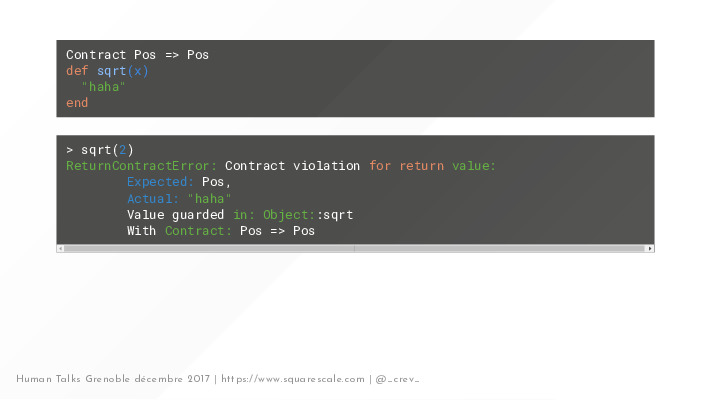 Contract Pos => Pos
def sqrt(x)
  "haha"
end
> sqrt(2)
ReturnContractError: Contract violation for return value:
        Expected: Pos,
        Actual: "haha"
        Value guarded in: Object::sqrt
        With Contract: Pos => Pos
Human Talks Grenoble décembre 2017 | https://www.squarescale.com | @_crev_